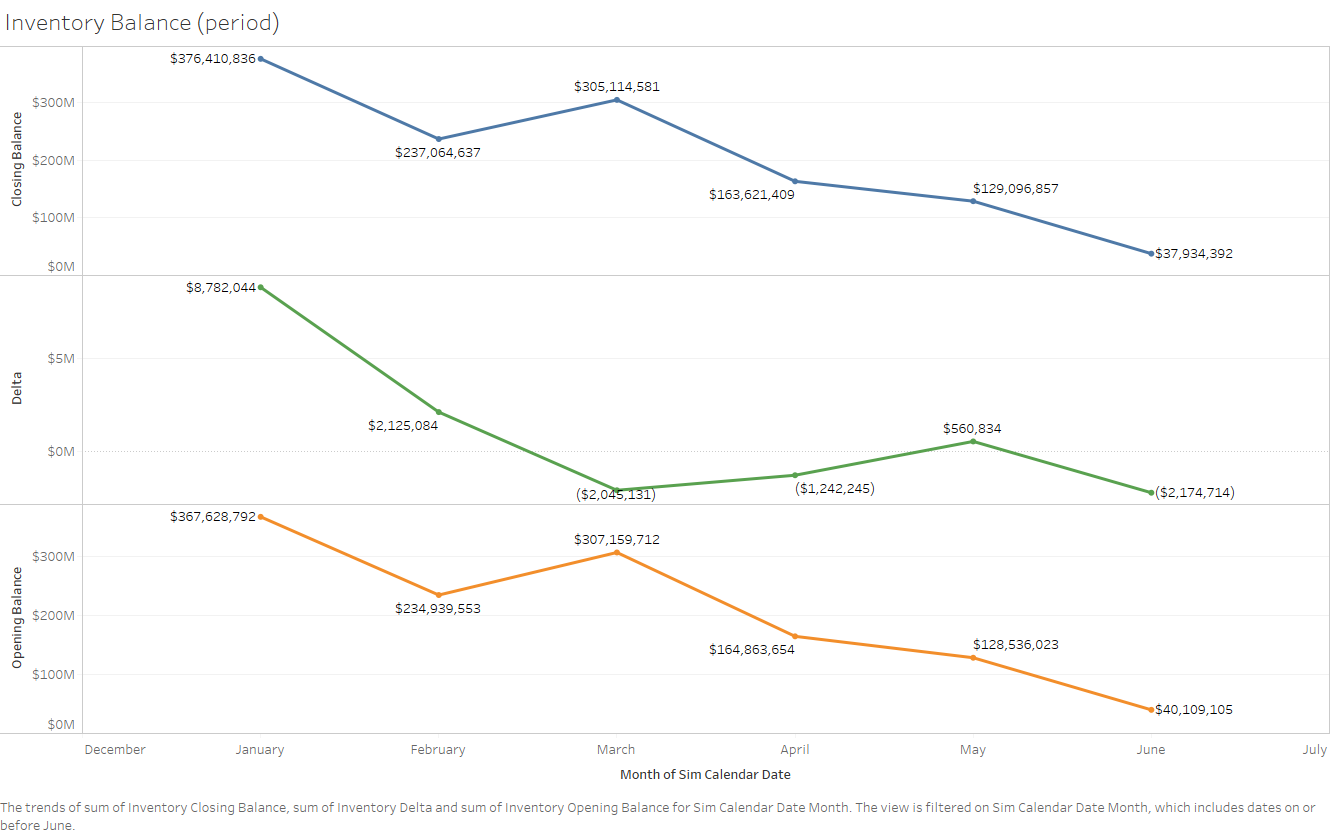 Inventory Balance (period)
Closing Balance
$300M
$200M
$100M
$0M
$376,410,836
$237,064,637
$305,114,581
$163,621,409
$129,096,857
$37,934,392
Delta
$5M
$0M
$8,782,044
$2,125,084
($2,045,131)
($1,242,245)
$560,834
($2,174,714)
Opening Balance
$300M
$200M
$100M
$0M
$367,628,792
$234,939,553
$307,159,712
$164,863,654
$128,536,023
$40,109,105
December January February March April May June July
Month of Sim Calendar Date
The trends of sum of Inventory Closing Balance, sum of Inventory Delta and sum of Inventory Opening Balance for Sim Calendar Date Month. The view is filtered on Sim Calendar Date Month, which includes dates on or
before June.